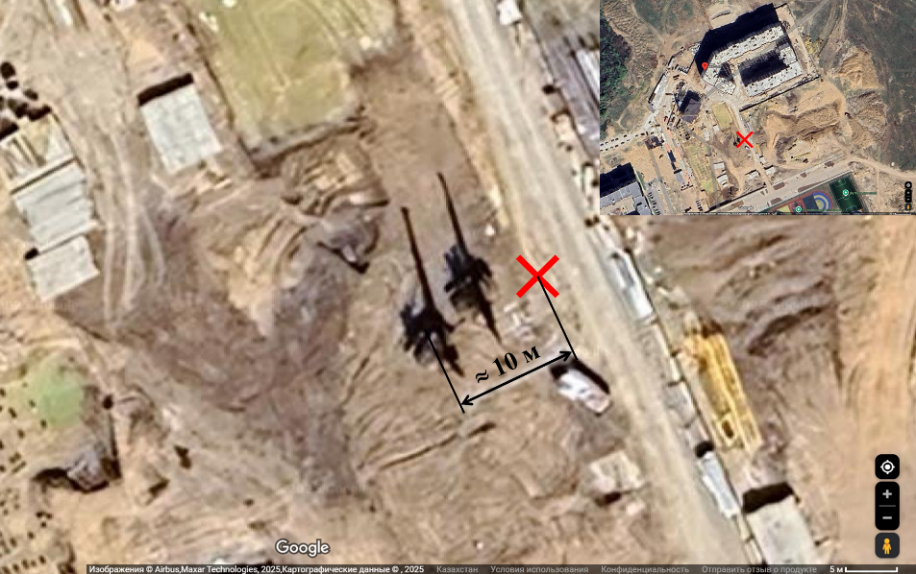 ≈ 10 м
Google
Изображения © Airbus,Maxar Technologies, 2025,Картографические данные © , 2025 Казахстан Условия использования Конфиденциальность Отправить отзыв о продукте 5 м